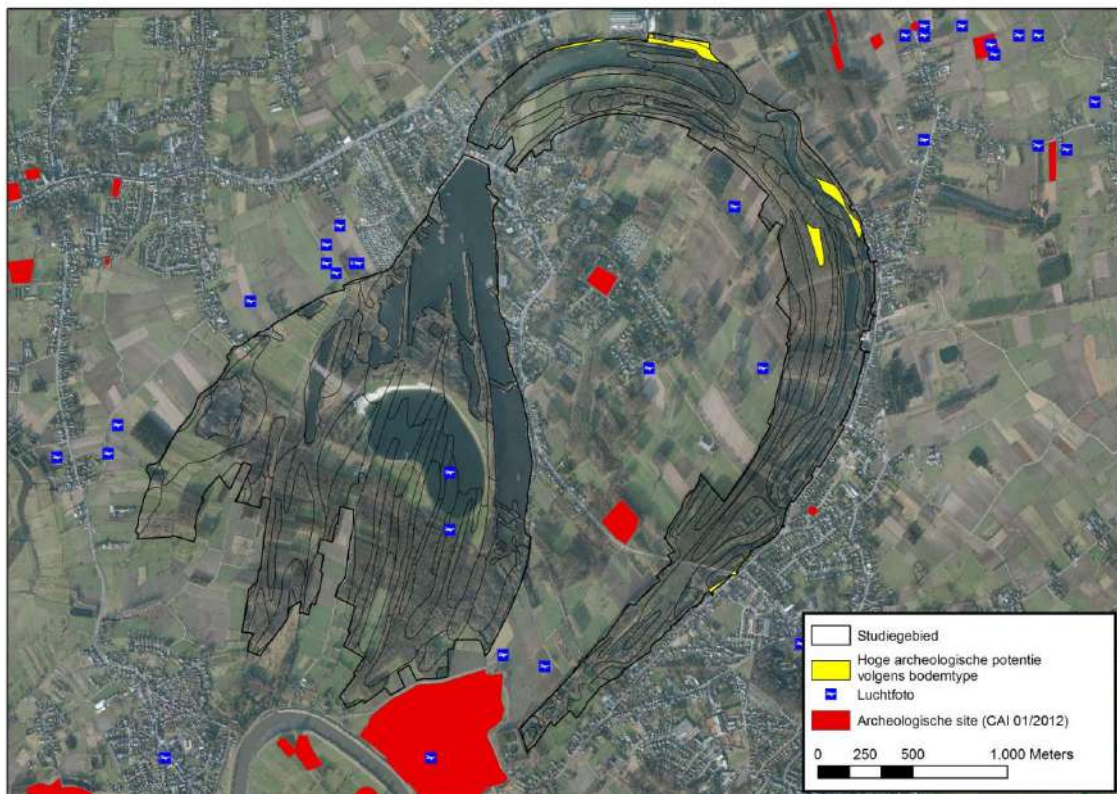 Studiegebied
Hoge archeologische potentie
volgens bodemtype
Luchtfoto
Archeologische site (CAI 01/2012)
0 250 500 1.000 Meters